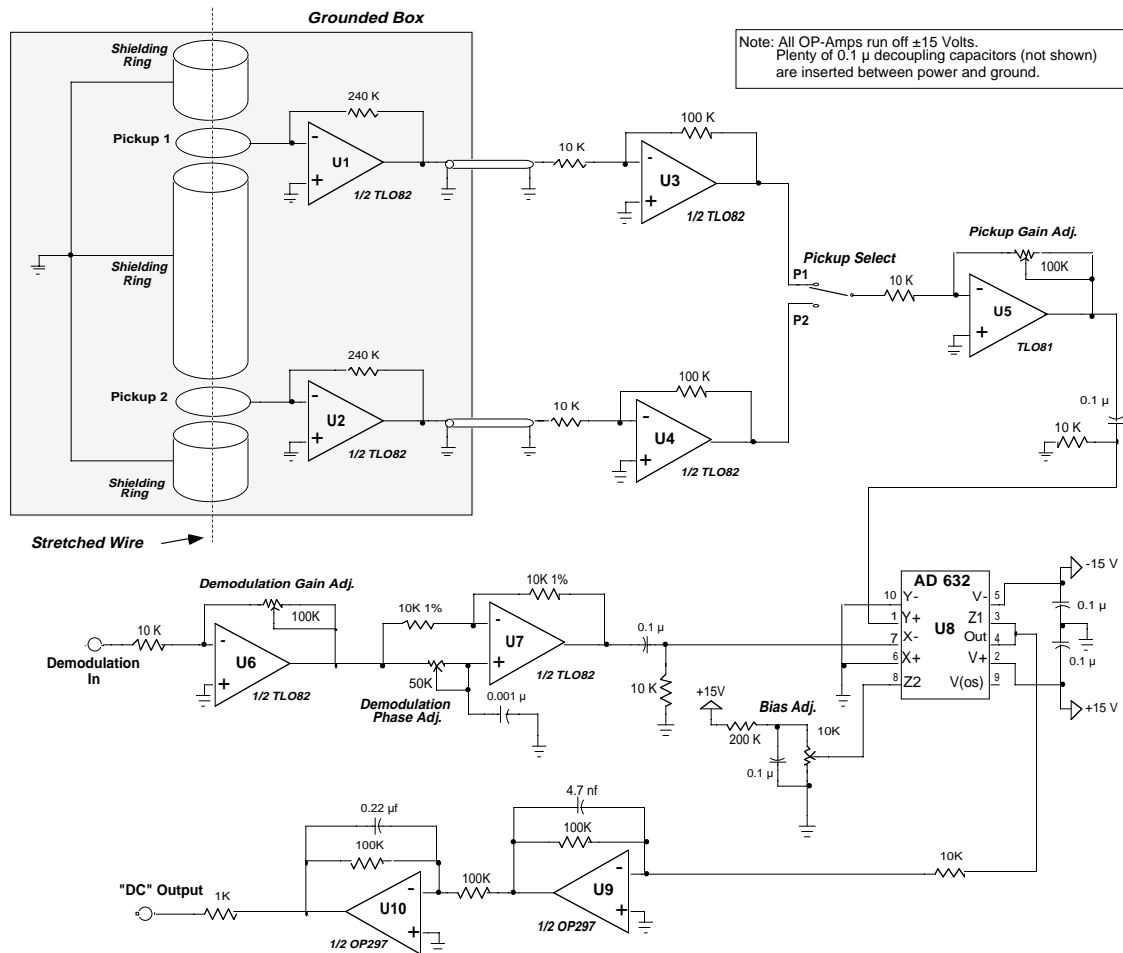 Grounded Box
Note: All OP-Amps run off ±15 Volts.
Plenty of 0.1 µ decoupling capacitors (not shown)
are inserted between power and ground.
Shielding
Ring
Pickup 1
240 K
-
+
U1
1/2 TLO82
10 K
100 K
-
+
U3
1/2 TLO82
Shielding
Ring
Pickup Select
P1
P2
Pickup Gain Adj.
100K
10 K
-
+
U5
TLO81
Pickup 2
240 K
-
+
U2
1/2 TLO82
10 K
100 K
-
+
U4
1/2 TLO82
0.1 µ
10 K
Shielding
Ring
Stretched Wire
Demodulation Gain Adj.
100K
10 K
Demodulation
In
-
+
U6
1/2 TLO82
10K 1%
10K 1%
-
+
U7
1/2 TLO82
50K
Demodulation
Phase Adj.
0.001 µ
0.1 µ
10 K
+15V
200 K
0.1 µ
Bias Adj.
10K
AD 632
U8
10 Y-
1 Y+
7 X-
6 X+
8 Z2
V- 5
Z1 3
Out 4
V+ 2
V(os) 9
-15 V
0.1 µ
0.1 µ
+15 V
0.22 µf
100K
4.7 nf
100K
10K
"DC" Output
1K
-
+
U10
1/2 OP297
100K
-
+
U9
1/2 OP297